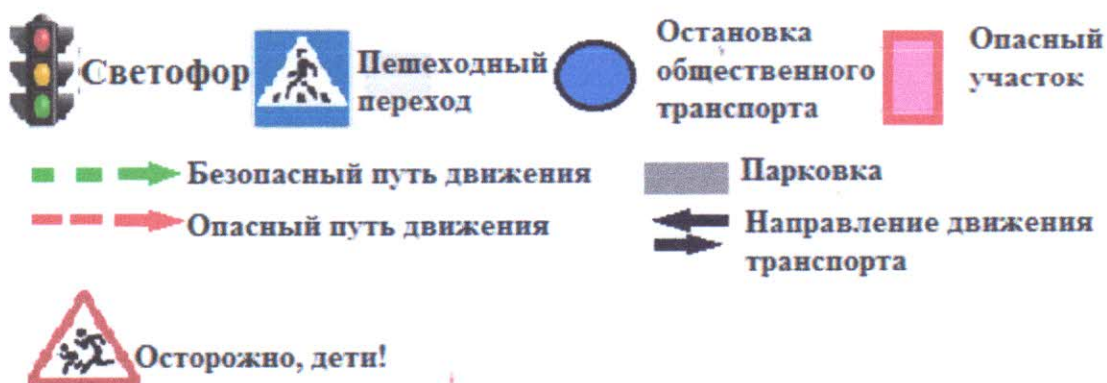 Светофор
Пешеходный
переход
Остановка
общественного
транспорта
Опасный
участок
Безопасный путь движения
Парковка
Опасный путь движения
Направление движения
транспорта
Осторожно, дети!